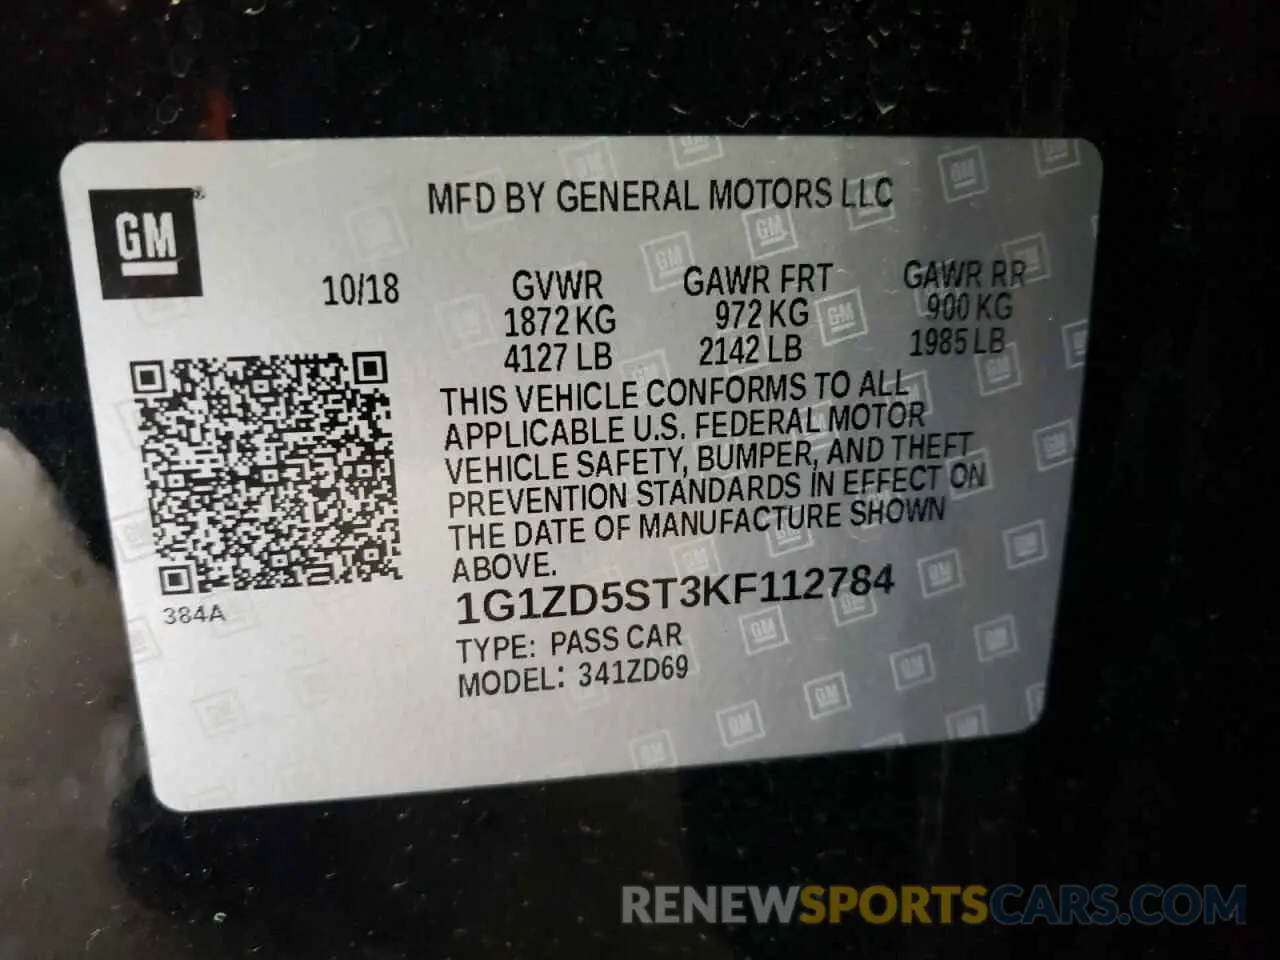 GM®
MFD BY GENERAL MOTORS LLC
10/18
GVWR GAWR FRT GAWR RR
1872 KG 972 KG 900 KG
4127 LB 2142 LB 1985 LB
THIS VEHICLE CONFORMS TO ALL
APPLICABLE U.S. FEDERAL MOTOR
VEHICLE SAFETY, BUMPER, AND THEFT
PREVENTION STANDARDS IN EFFECT ON
THE DATE OF MANUFACTURE SHOWN
ABOVE.
384A
1G1ZD5ST3KF112784
TYPE: PASS CAR
MODEL: 341ZD69
RENEWSPORTSCARS.COM